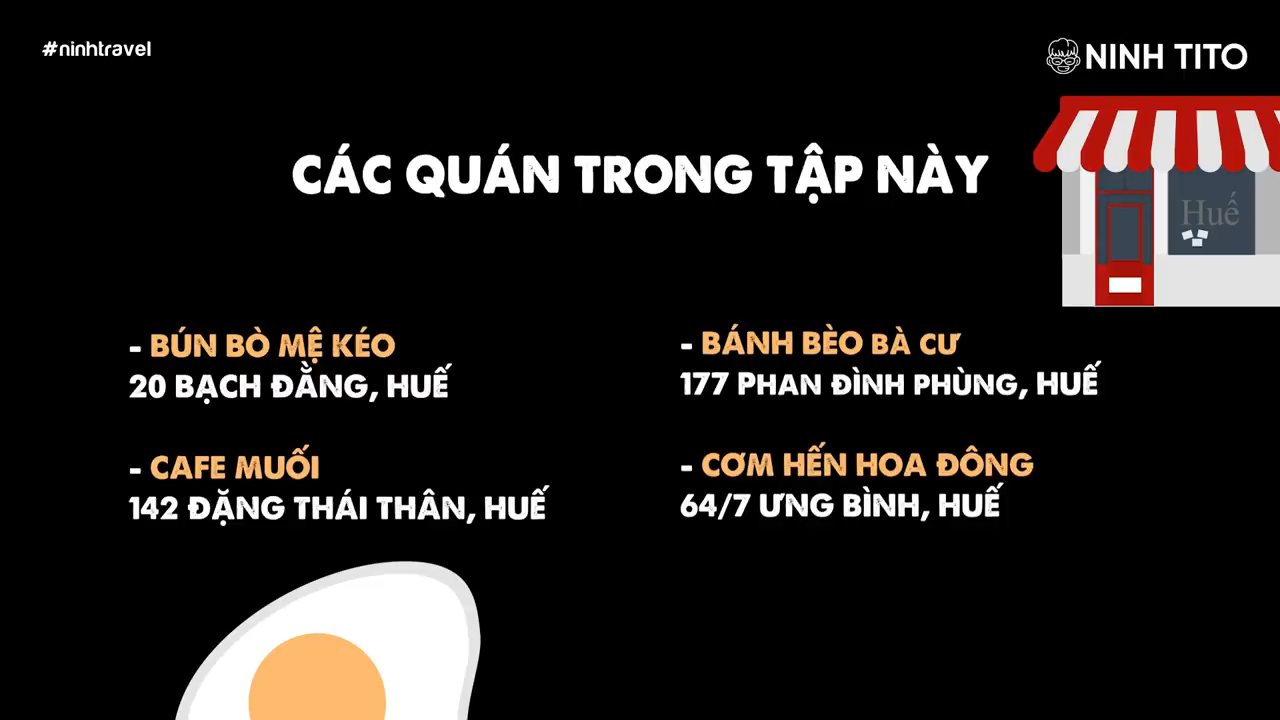 #ninhtravel
NINH TITO
CÁC QUÁN TRONG TẬP NÀY
Huế
- BÚN BÒ MỆ KÉO
20 BẠCH ĐẰNG, HUẾ
- CAFE MUỐI
142 ĐẶNG THÁI THÂN, HUẾ
- BÁNH BÈO BÀ CƯ
177 PHAN ĐÌNH PHÙNG, HUẾ
- CƠM HẾN HOA ĐÔNG
64/7 ƯNG BÌNH, HUẾ